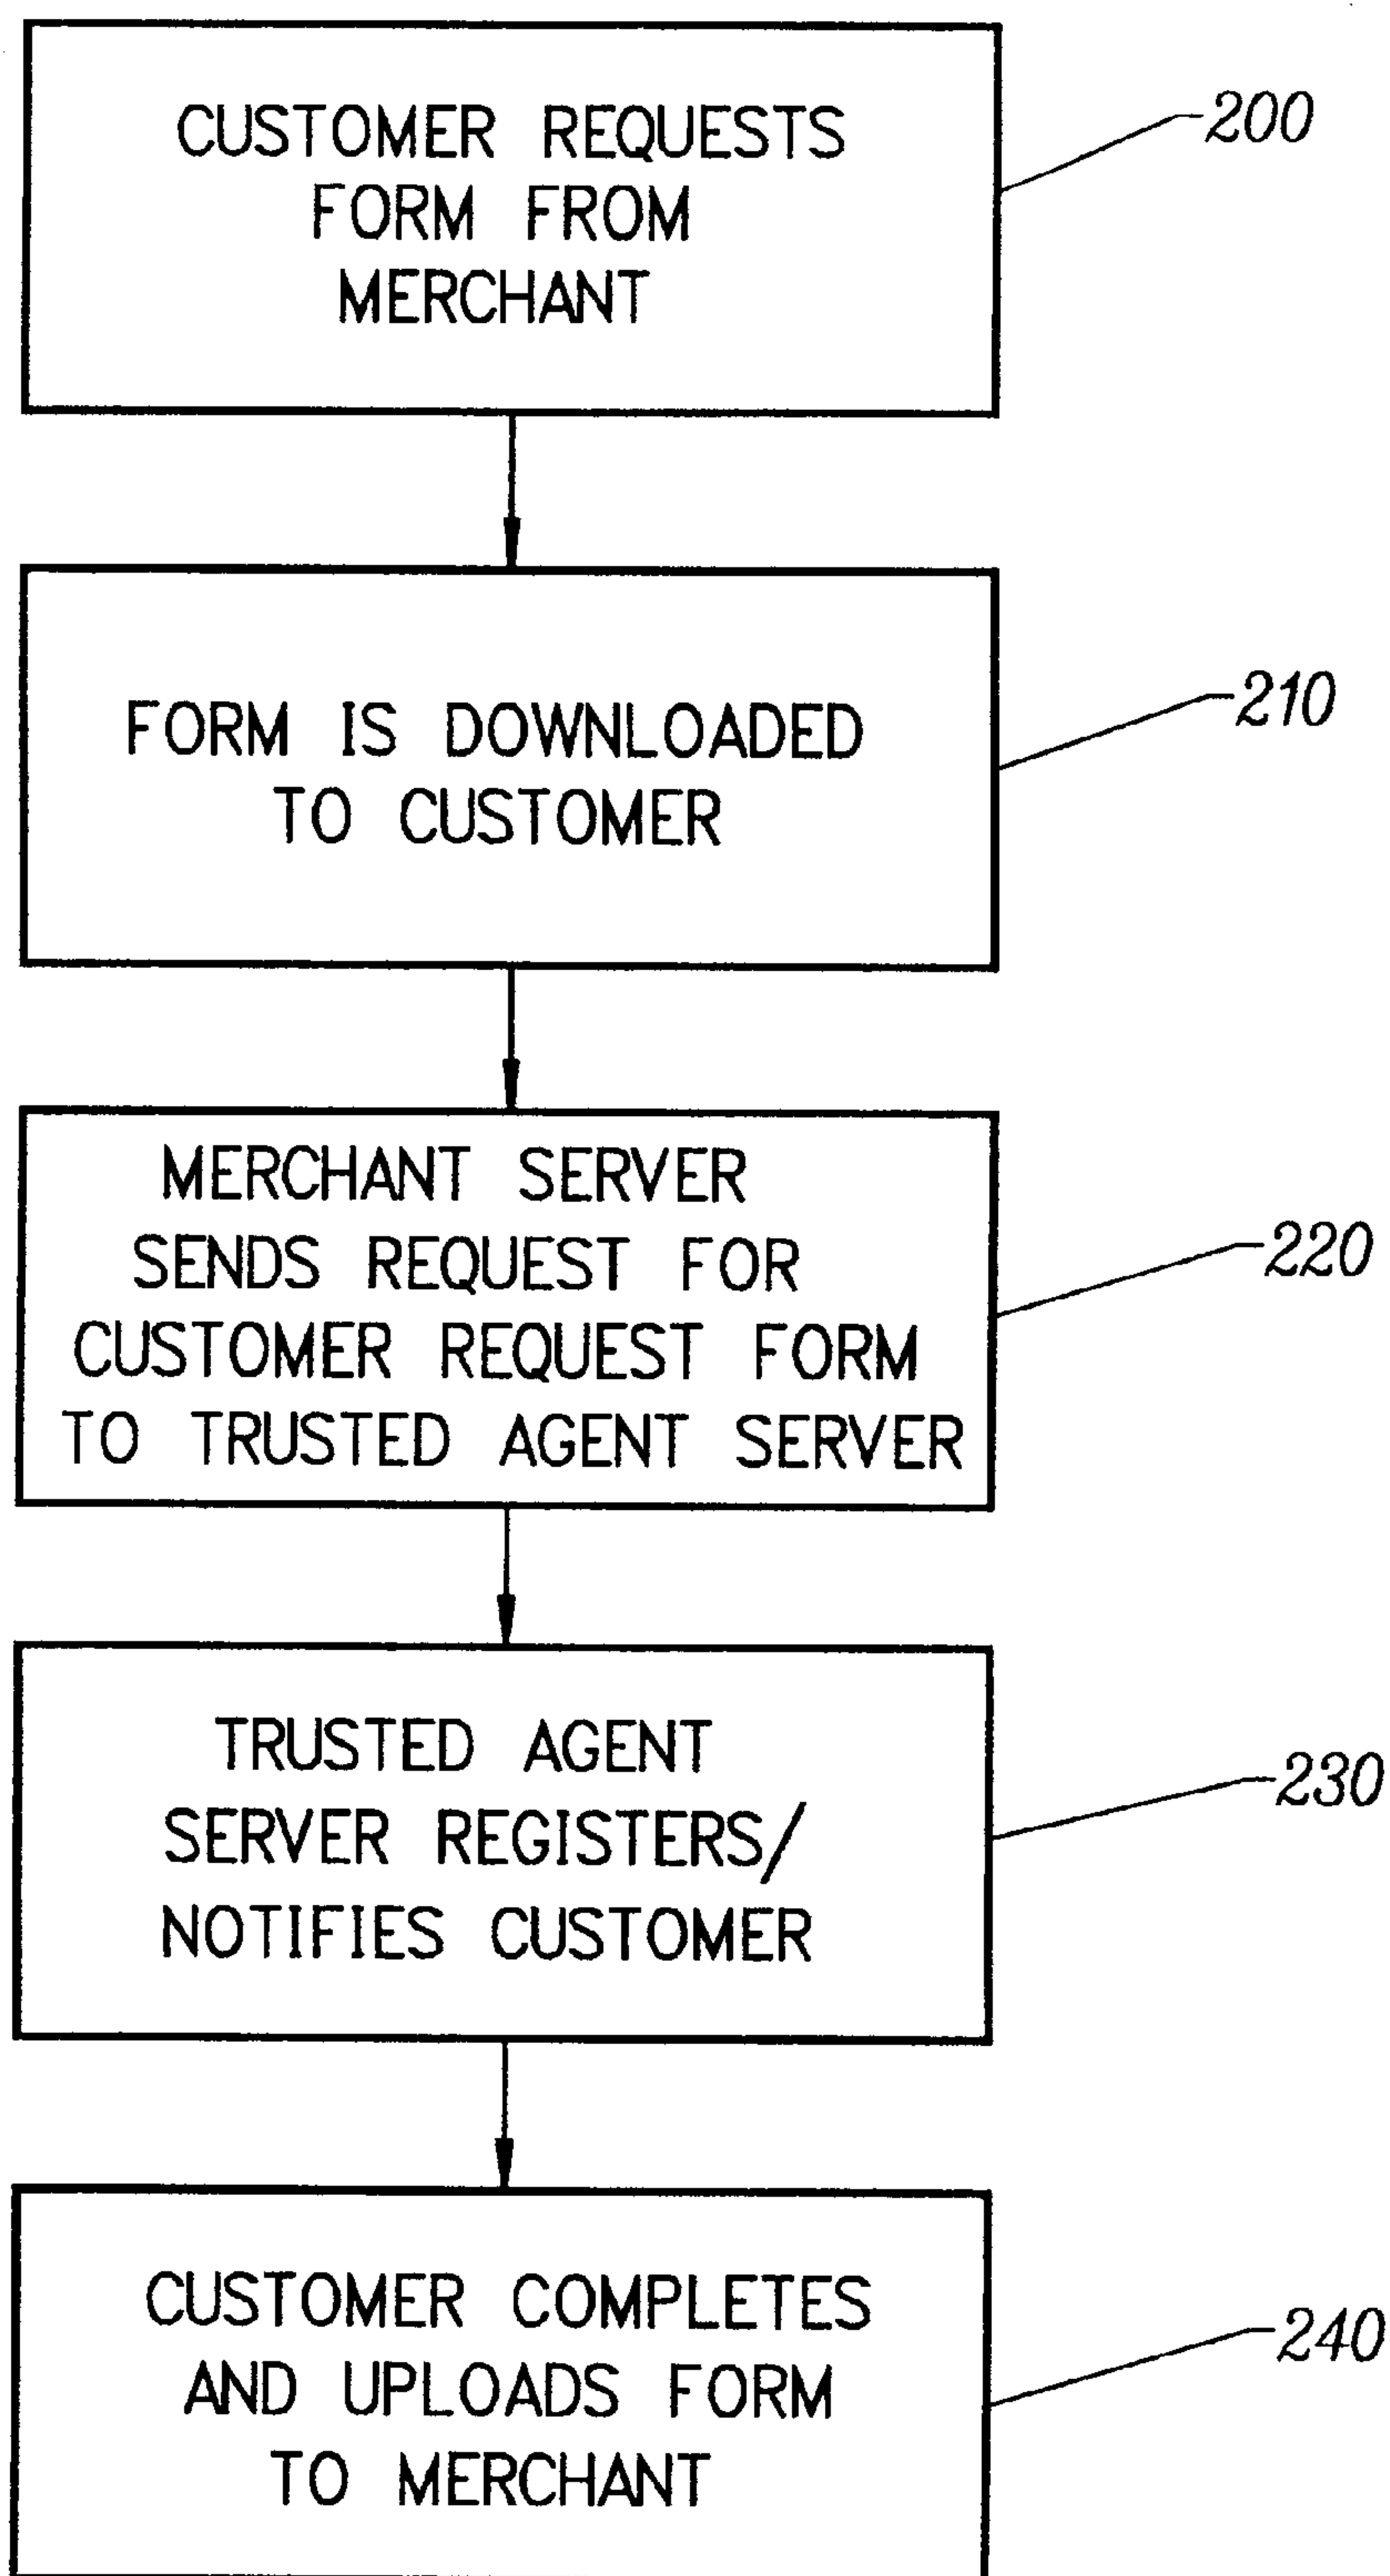 CUSTOMER REQUESTS
FORM FROM
MERCHANT
200
FORM IS DOWNLOADED
TO CUSTOMER
210
MERCHANT SERVER
SENDS REQUEST FOR
CUSTOMER REQUEST FORM
TO TRUSTED AGENT SERVER
220
TRUSTED AGENT
SERVER REGISTERS/
NOTIFIES CUSTOMER
230
CUSTOMER COMPLETES
AND UPLOADS FORM
TO MERCHANT
240